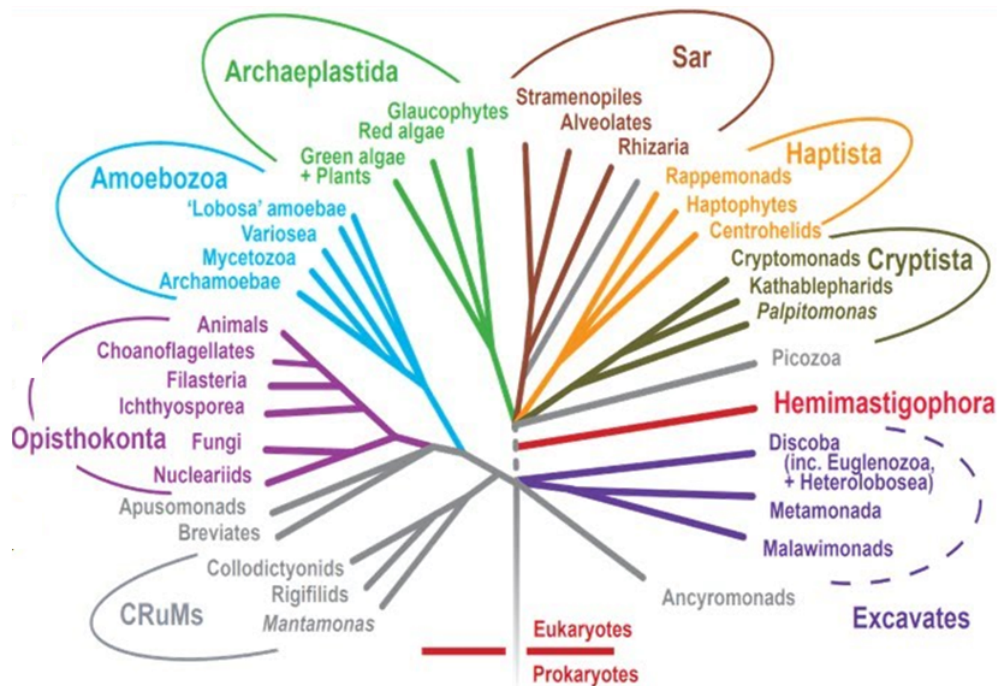 Archaeplastida
Glaucophytes
Red algae
Green algae
+ Plants
Sar
Stramenopiles
Alveolates
Rhizaria
Haptista
Rappemonads
Haptophytes
Centrohelids
Cryptista
Cryptomonads
Kathablepharids
Palpitomonas
Picozoa
Hemimastigophora
Discoba
(inc. Euglenozoa,
+ Heterolobosea)
Metamonada
Malawimonads
Excavates
Ancyromonads
Amoebozoa
'Lobosa' amoebae
Variosea
Mycetozoa
Archamoebae
Opisthokonta
Animals
Choanoflagellates
Filasteria
Ichthyosporea
Fungi
Nucleariids
Apusomonads
Breviates
CRuMs
Collodictyonids
Rigifilids
Mantamonas
Eukaryotes
Prokaryotes